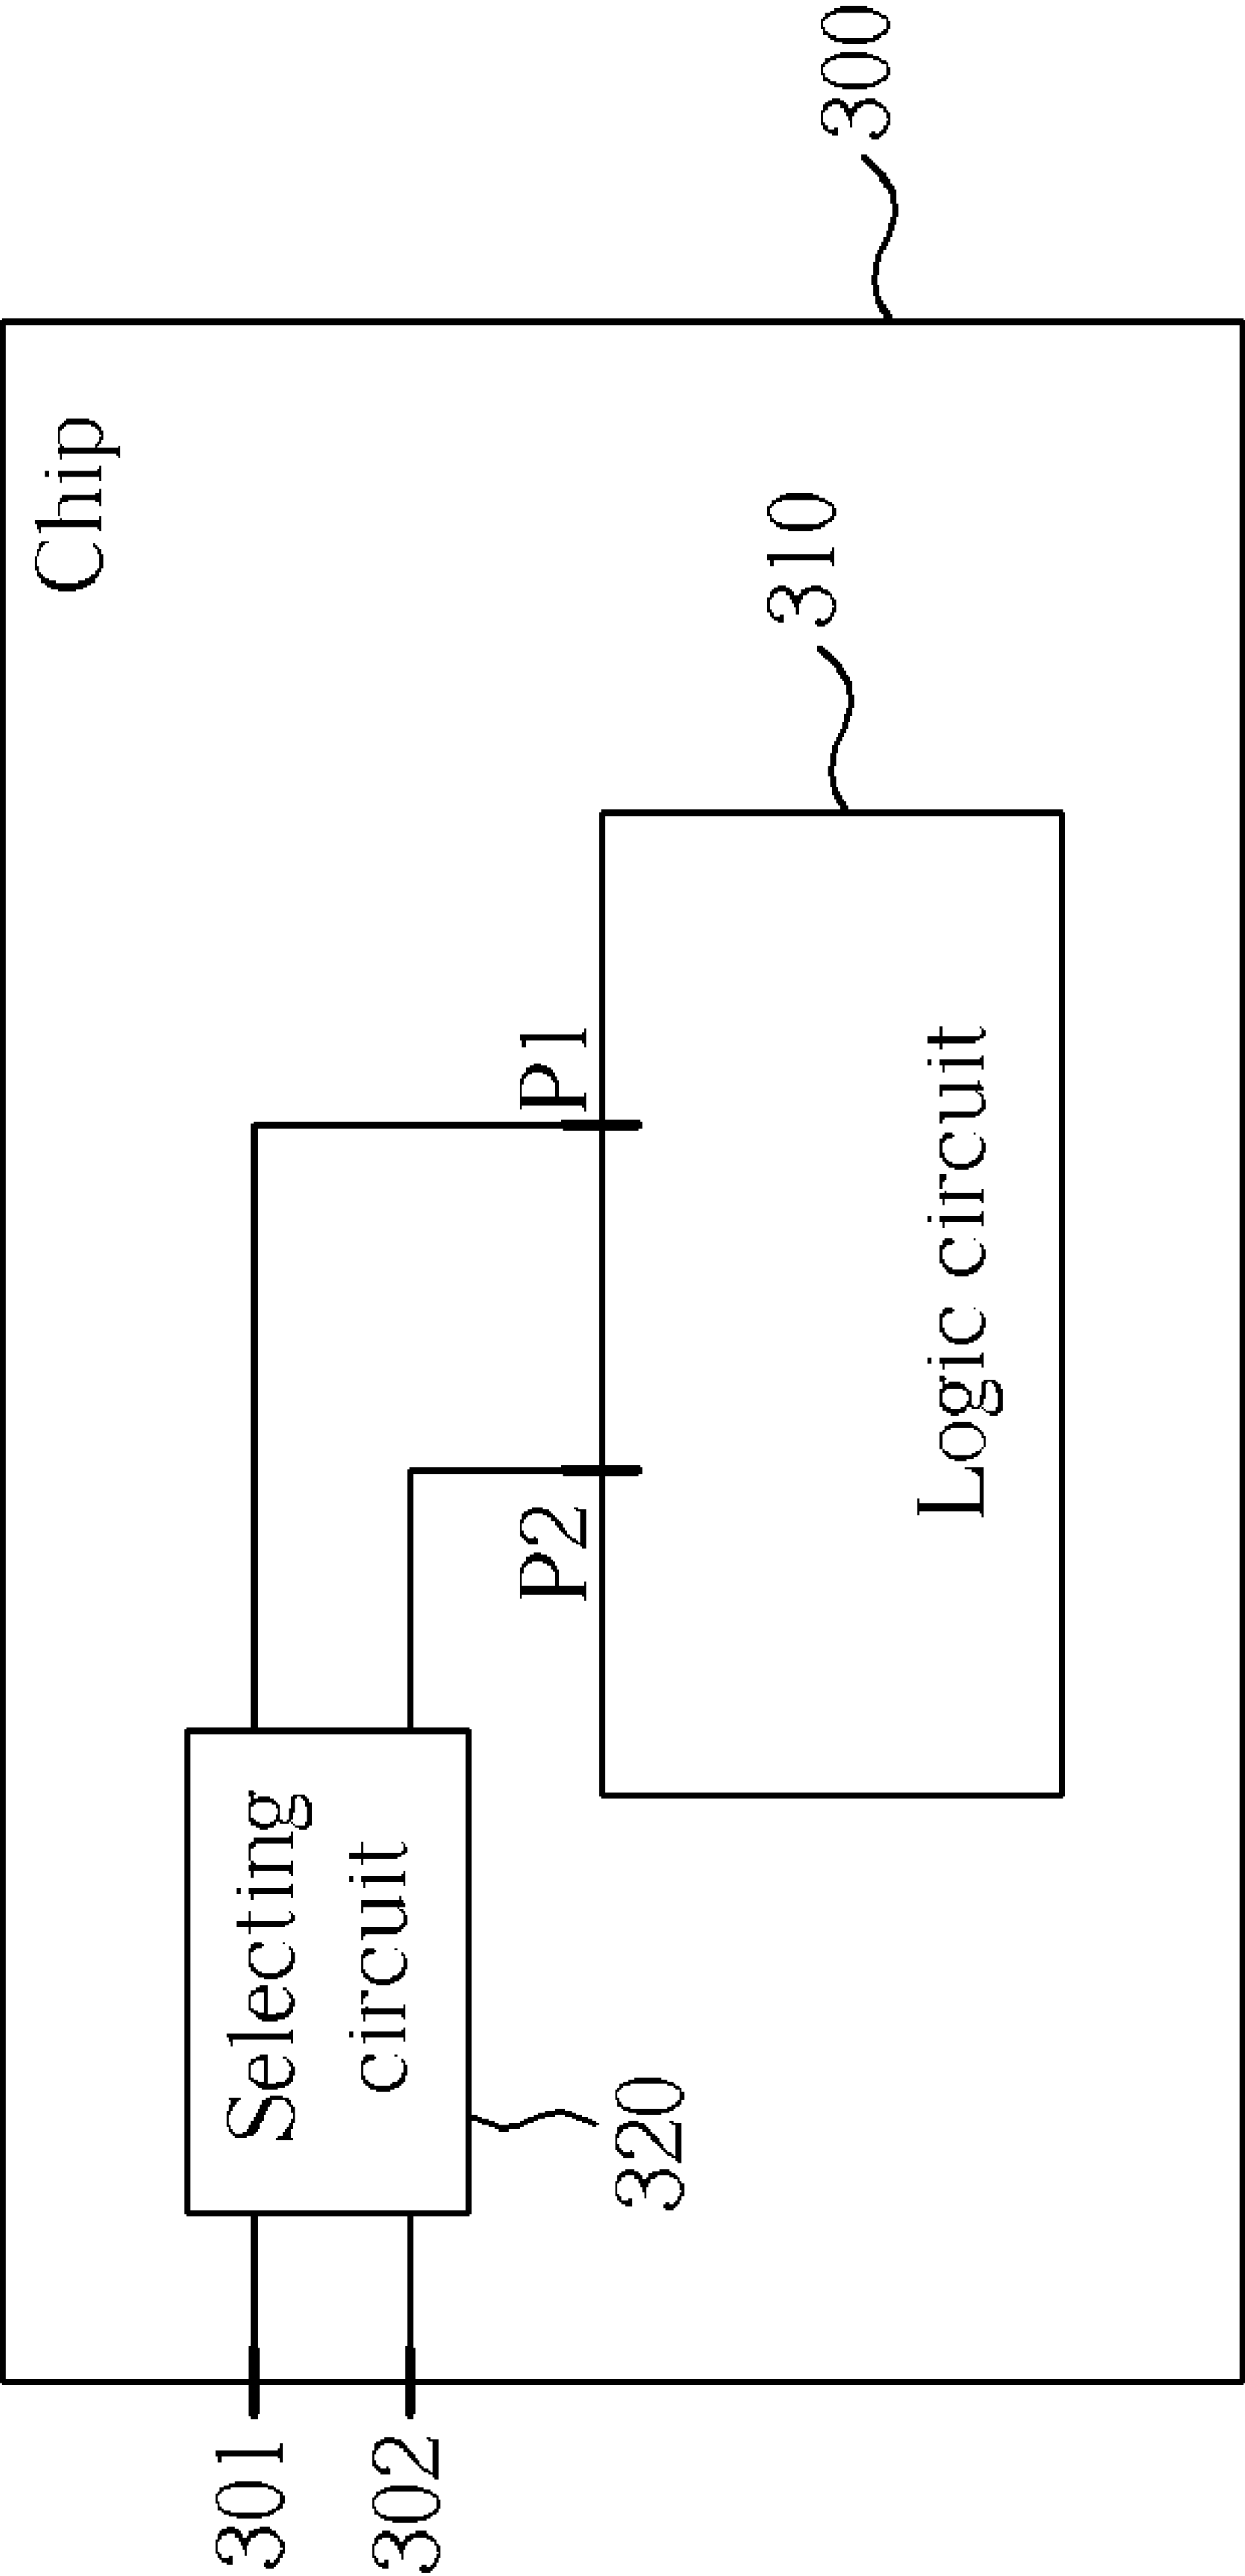 Chip
300
301
302
Selecting
circuit
320
P2
P1
310
Logic circuit